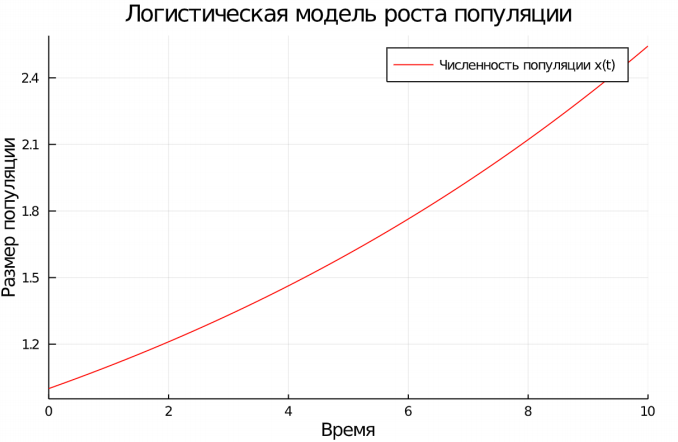 Логистическая модель роста популяции
Численность популяции x(t)
Размер популяции
2.4
2.1
1.8
1.5
1.2
0 2 4 6 8 10
Время